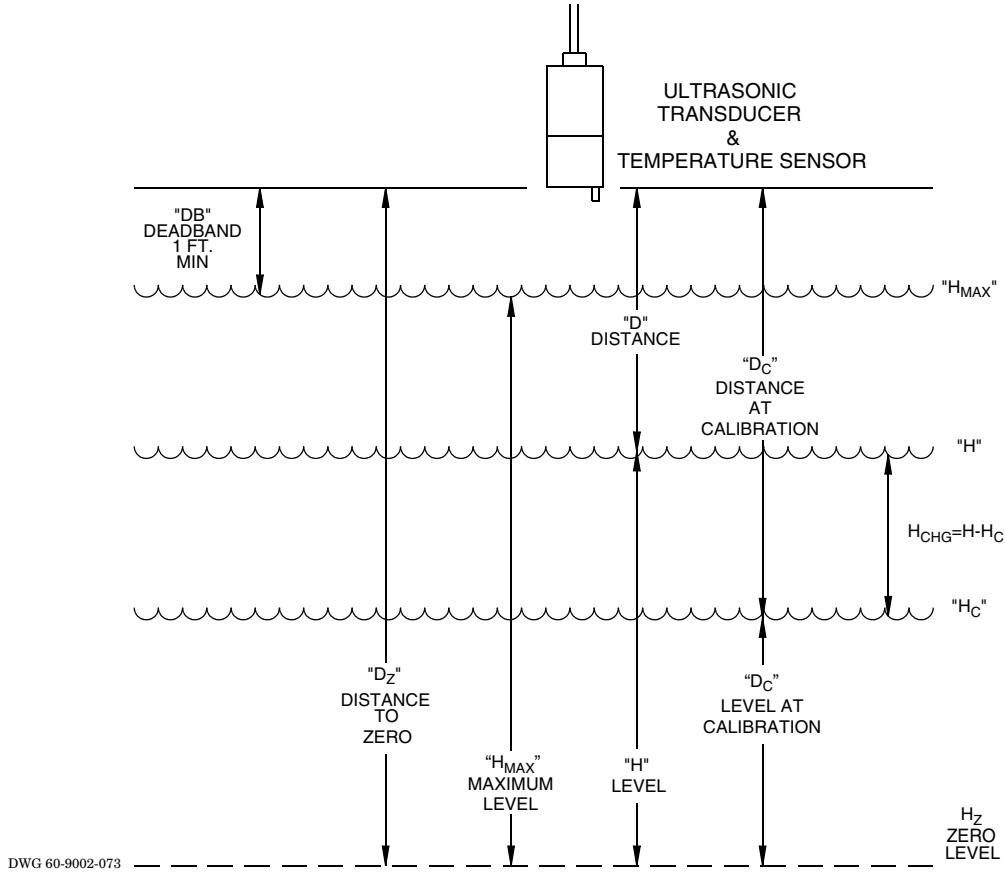 ULTRASONIC
TRANSDUCER
&
TEMPERATURE SENSOR
"DB"
DEADBAND
1 FT.
MIN
"HMAX"
"D"
DISTANCE
“DC”
DISTANCE
AT
CALIBRATION
"H"
HCHG=H-HC
"HC"
"DZ"
DISTANCE
TO
ZERO
“DC”
LEVEL AT
CALIBRATION
“HMAX”
MAXIMUM
LEVEL
"H"
LEVEL
HZ
ZERO
LEVEL
DWG 60-9002-073